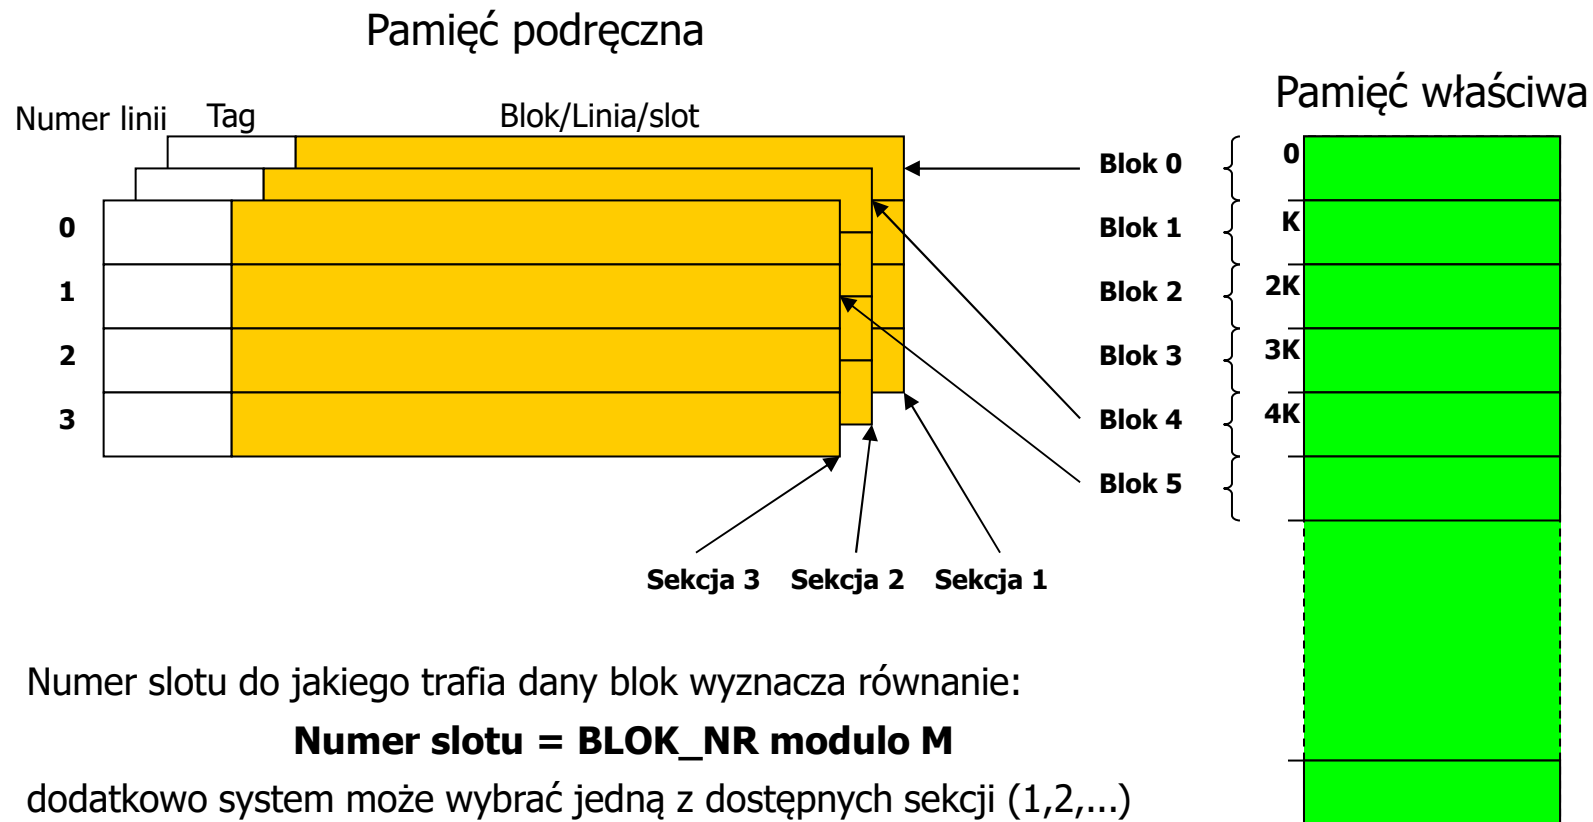 Pamięć podręczna
Pamięć właściwa
Numer linii Tag Blok/Linia/slot
Blok 0 0
0 Blok 1 K
1 Blok 2 2K
2 Blok 3 3K
3 Blok 4 4K
Blok 5
Sekcja 3 Sekcja 2 Sekcja 1
Numer slotu do jakiego trafia dany blok wyznacza równanie:
Numer slotu = BLOK_NR modulo M
dodatkowo system może wybrać jedną z dostępnych sekcji (1,2,...)